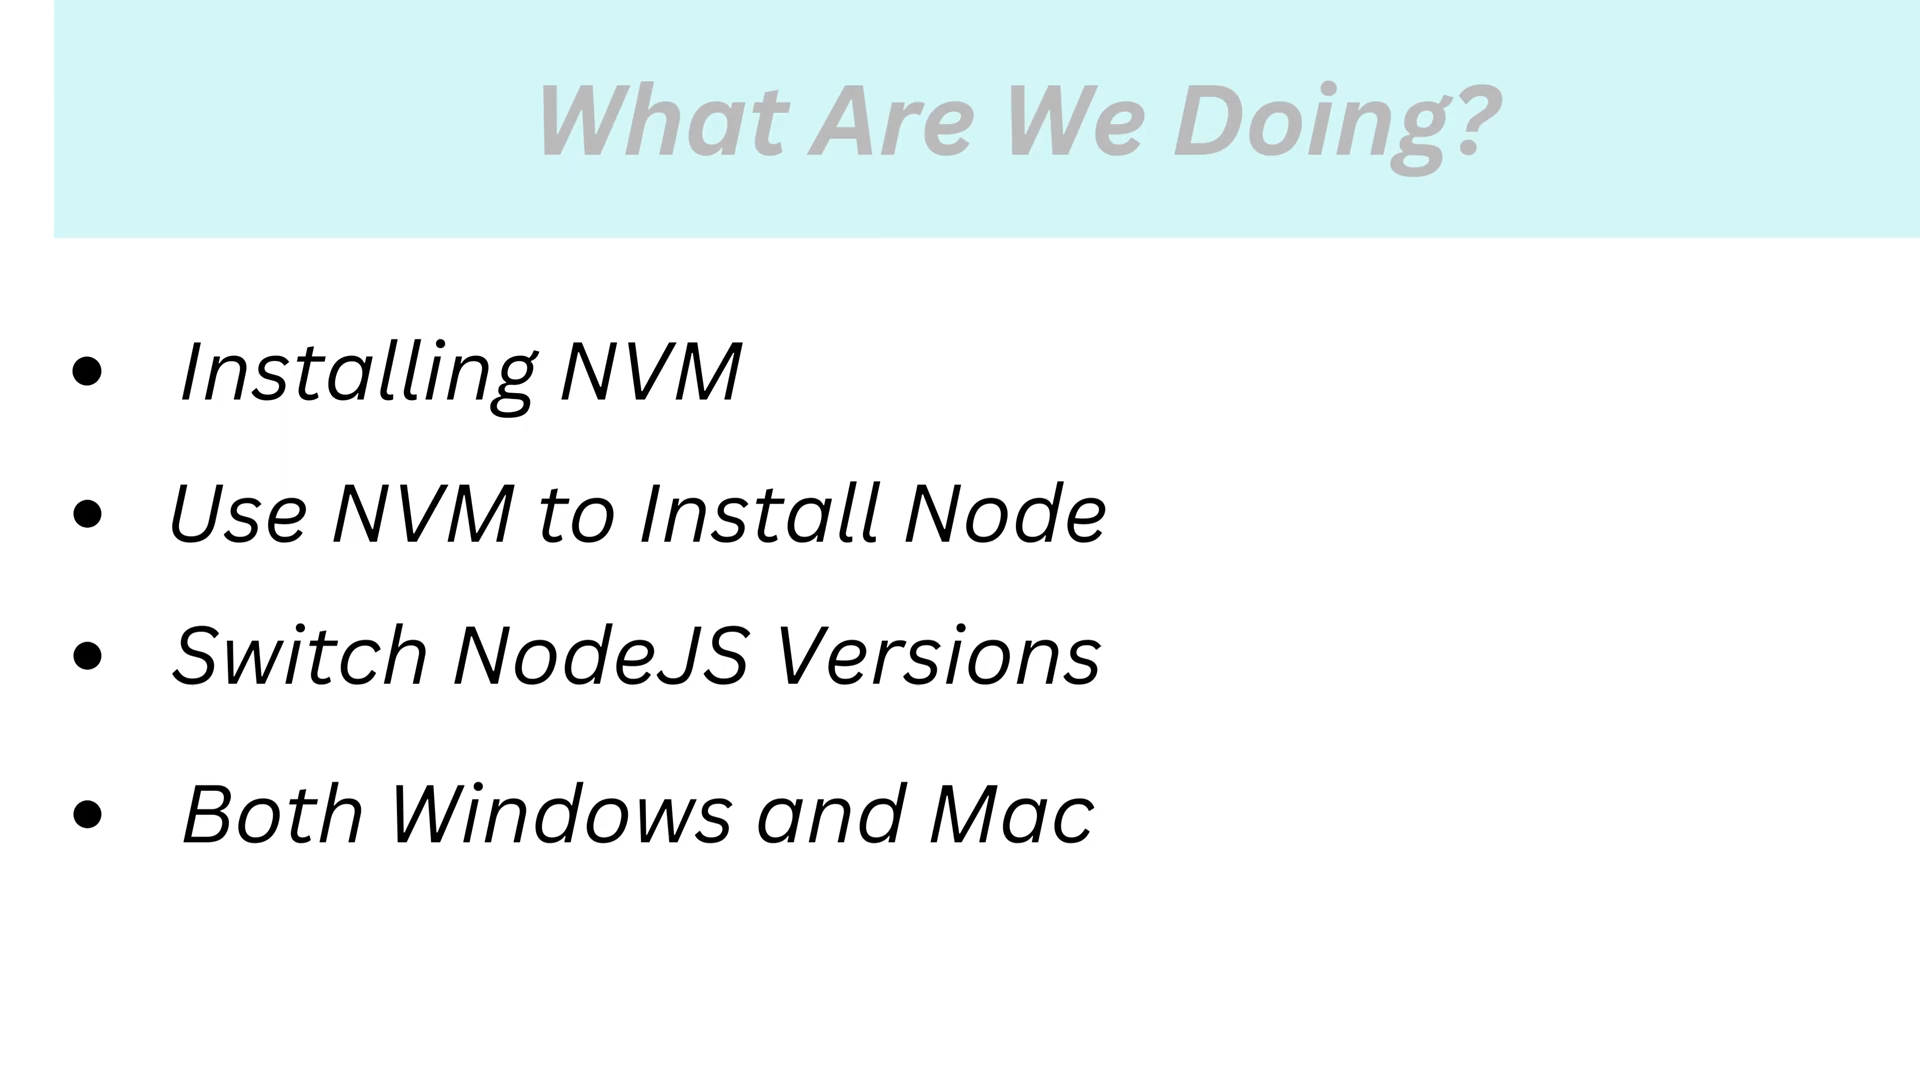 What Are We Doing?
• Installing NVM
• Use NVM to Install Node
• Switch NodeJS Versions
• Both Windows and Mac